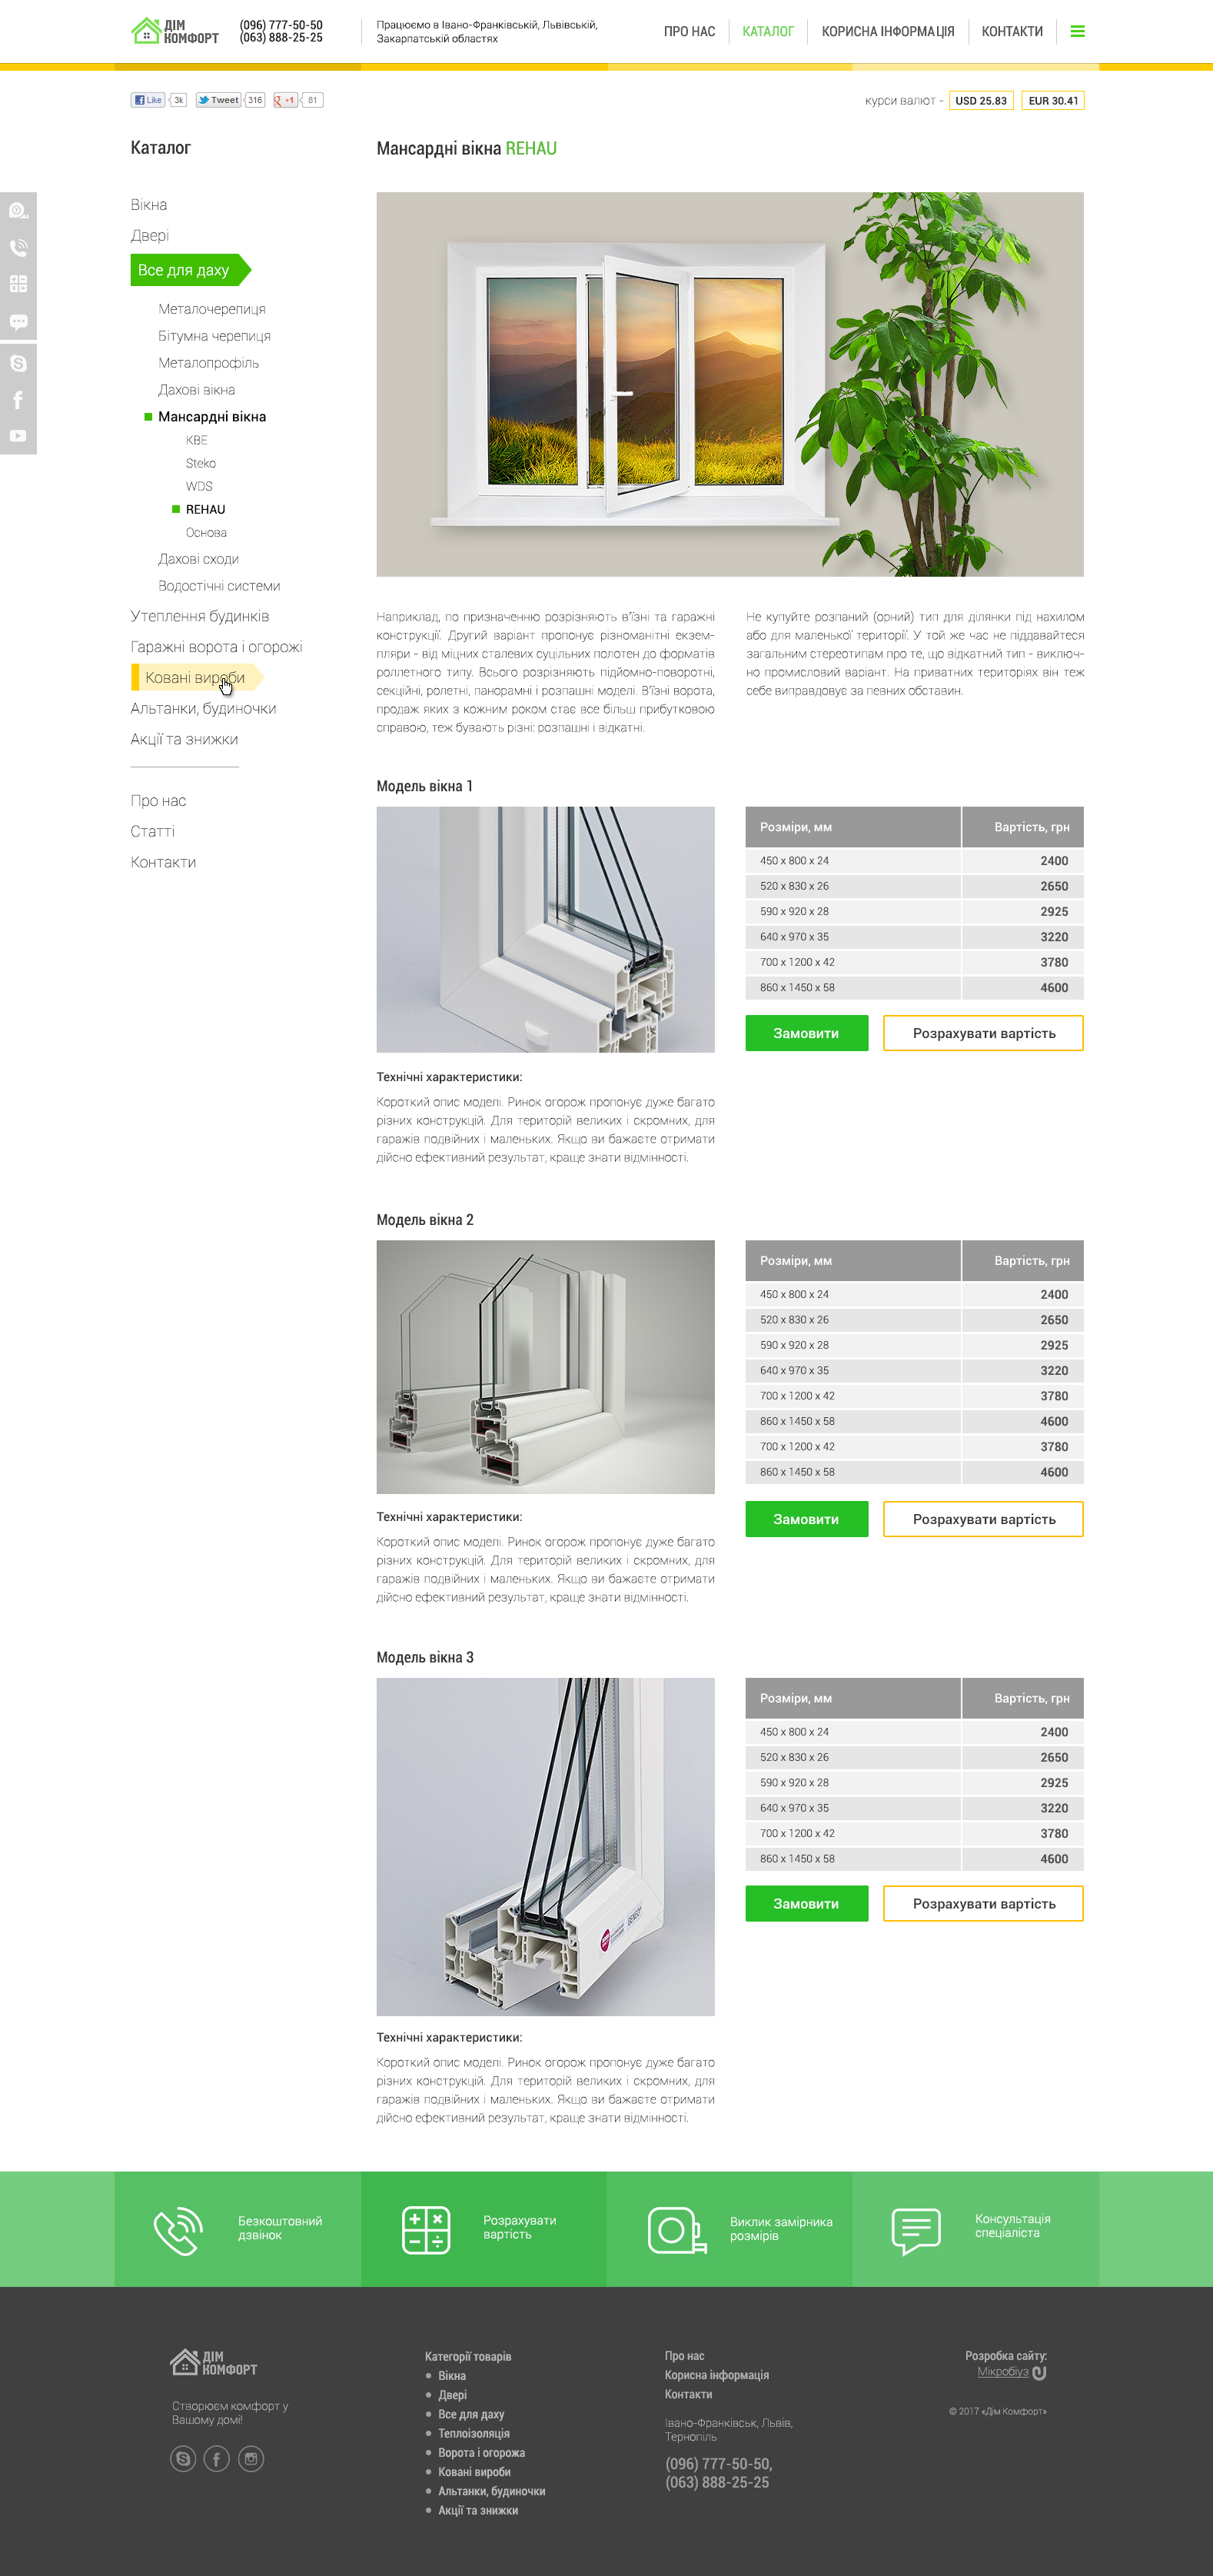 ДІМ
КОМФОРТ
(096) 777-50-50
(063) 888-25-25
Працюємо в Івано-Франківській, Львівській,
Закарпатській областях
ПРО НАС
КАТАЛОГ
КОРИСНА ІНФОРМАЦІЯ
КОНТАКТИ
Like 3k
Tweet 316
+1 81
курси валют -
USD 25.83
EUR 30.41
Каталог
Вікна
Двері
Все для даху
Металочерепиця
Бітумна черепиця
Металопрофіль
Дахові вікна
Мансардні вікна
КВЕ
Steko
WDS
REHAU
Основа
Дахові сходи
Водостічні системи
Утеплення будинків
Гаражні ворота і огорожі
Ковані вироби
Альтанки, будиночки
Акції та знижки
Про нас
Статті
Контакти
Мансардні вікна REHAU
Наприклад, по призначенню розрізняють в'їзні та гаражні
конструкції. Другий варіант пропонує різноманітні екзем-
пляри - від міцних сталевих суцільних полотен до форматів
роллетного типу. Всього розрізняють підйомно-поворотні,
секційні, ролетні, панорамні і розпашні моделі. В'їзні ворота,
продаж яких з кожним роком стає все більш прибутковою
справою, теж бувають різні: розпашні і відкатні.
Не купуйте розпаний (орний) тип для ділянки під нахилом
або для маленької території. У той же час не піддавайтеся
загальним стереотипам про те, що відкатний тип - виключ-
но промисловий варіант. На приватних територіях він теж
себе виправдовує за певних обставин.
Модель вікна 1
Розміри, мм Вартість, грн
450 x 800 x 24 2400
520 x 830 x 26 2650
590 x 920 x 28 2925
640 x 970 x 35 3220
700 x 1200 x 42 3780
860 x 1450 x 58 4600
Замовити
Розрахувати вартість
Технічні характеристики:
Короткий опис моделі. Ринок огорож пропонує дуже багато
різних конструкцій. Для територій великих і скромних, для
гаражів подвійних і маленьких. Якщо ви бажаєте отримати
дійсно ефективний результат, краще знати відмінності.
Модель вікна 2
Розміри, мм Вартість, грн
450 x 800 x 24 2400
520 x 830 x 26 2650
590 x 920 x 28 2925
640 x 970 x 35 3220
700 x 1200 x 42 3780
860 x 1450 x 58 4600
700 x 1200 x 42 3780
860 x 1450 x 58 4600
Замовити
Розрахувати вартість
Технічні характеристики:
Короткий опис моделі. Ринок огорож пропонує дуже багато
різних конструкцій. Для територій великих і скромних, для
гаражів подвійних і маленьких. Якщо ви бажаєте отримати
дійсно ефективний результат, краще знати відмінності.
Модель вікна 3
Розміри, мм Вартість, грн
450 x 800 x 24 2400
520 x 830 x 26 2650
590 x 920 x 28 2925
640 x 970 x 35 3220
700 x 1200 x 42 3780
860 x 1450 x 58 4600
Замовити
Розрахувати вартість
Технічні характеристики:
Короткий опис моделі. Ринок огорож пропонує дуже багато
різних конструкцій. Для територій великих і скромних, для
гаражів подвійних і маленьких. Якщо ви бажаєте отримати
дійсно ефективний результат, краще знати відмінності.
Безкоштовний
дзвінок
Розрахувати
вартість
Виклик замірника
розмірів
Консультація
спеціаліста
ДІМ
КОМФОРТ
Створюєм комфорт у
Вашому домі!
Категорії товарів
Вікна
Двері
Все для даху
Теплоізоляція
Ворота і огорожа
Ковані вироби
Альтанки, будиночки
Акції та знижки
Про нас
Корисна інформація
Контакти
Івано-Франківськ, Львів,
Тернопіль
(096) 777-50-50,
(063) 888-25-25
Розробка сайту:
Мікробіуз
© 2017 «Дім Комфорт»